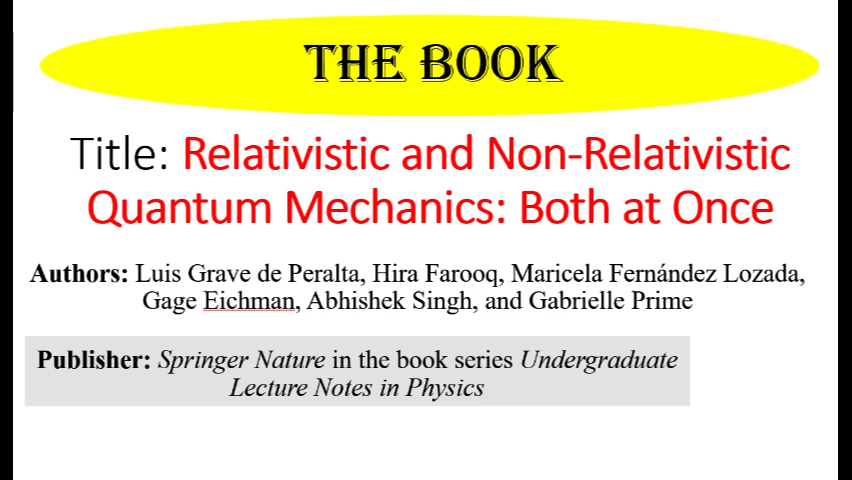 THE BOOK
Title: Relativistic and Non-Relativistic
Quantum Mechanics: Both at Once
Authors: Luis Grave de Peralta, Hira Farooq, Maricela Fernández Lozada,
Gage Eichman, Abhishek Singh, and Gabrielle Prime
Publisher: Springer Nature in the book series Undergraduate
Lecture Notes in Physics